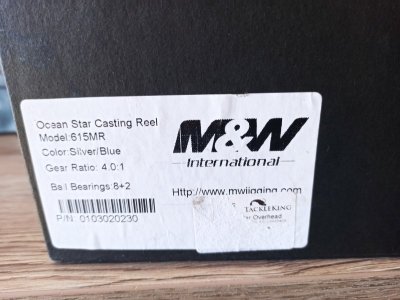 Ocean Star Casting Reel
Model:615MR
Color:Silver/Blue
Gear Ratio: 4.0:1
Ball Bearings:8+2
P/N: 0103020230
M&W
International
Http://www.mwjigging.com
TACKLEKING
Overhead